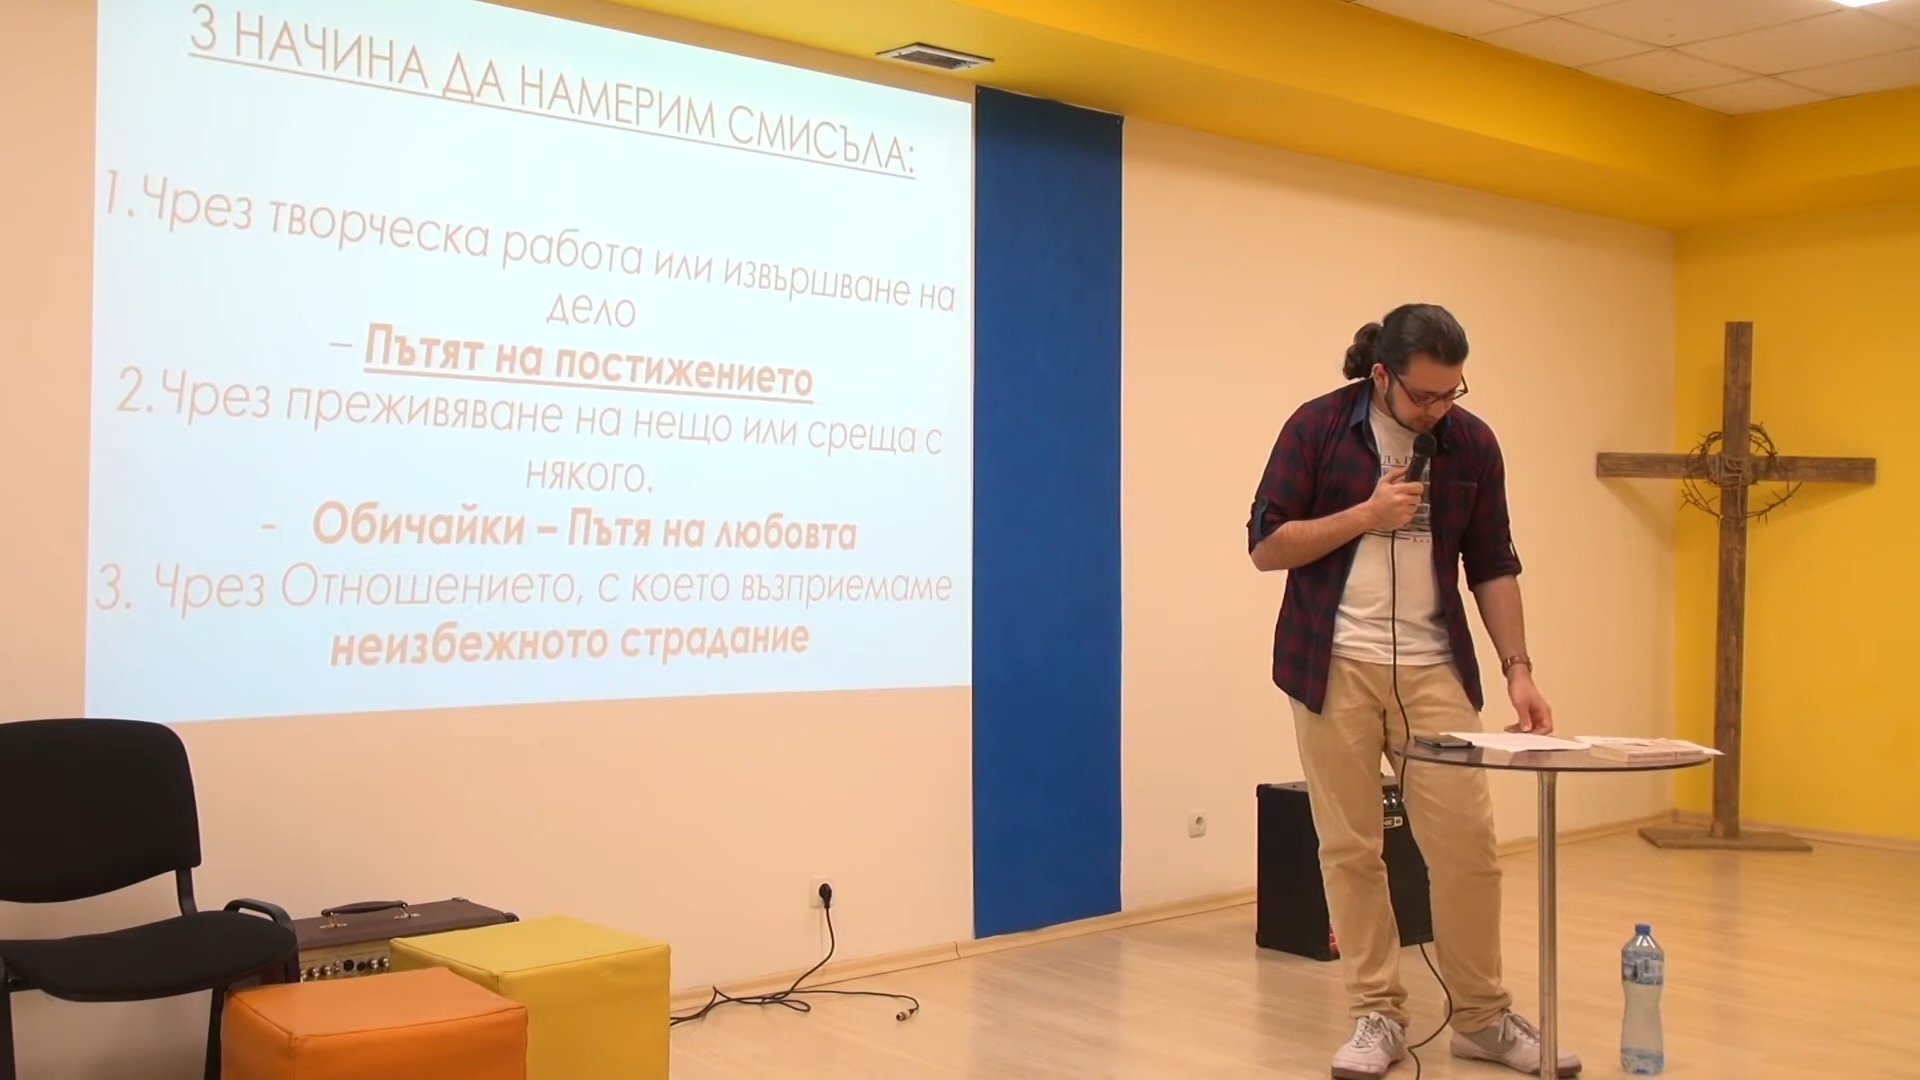 3 НАЧИНА ДА НАМЕРИМ СМИСЪЛА:
1.Чрез творческа работа или извършване на
дело
– Пътят на постижението
2.Чрез преживяване на нещо или среща с
някого.
- Обичайки – Пътя на любовта
3. Чрез Отношението, с което възприемаме
неизбежното страдание